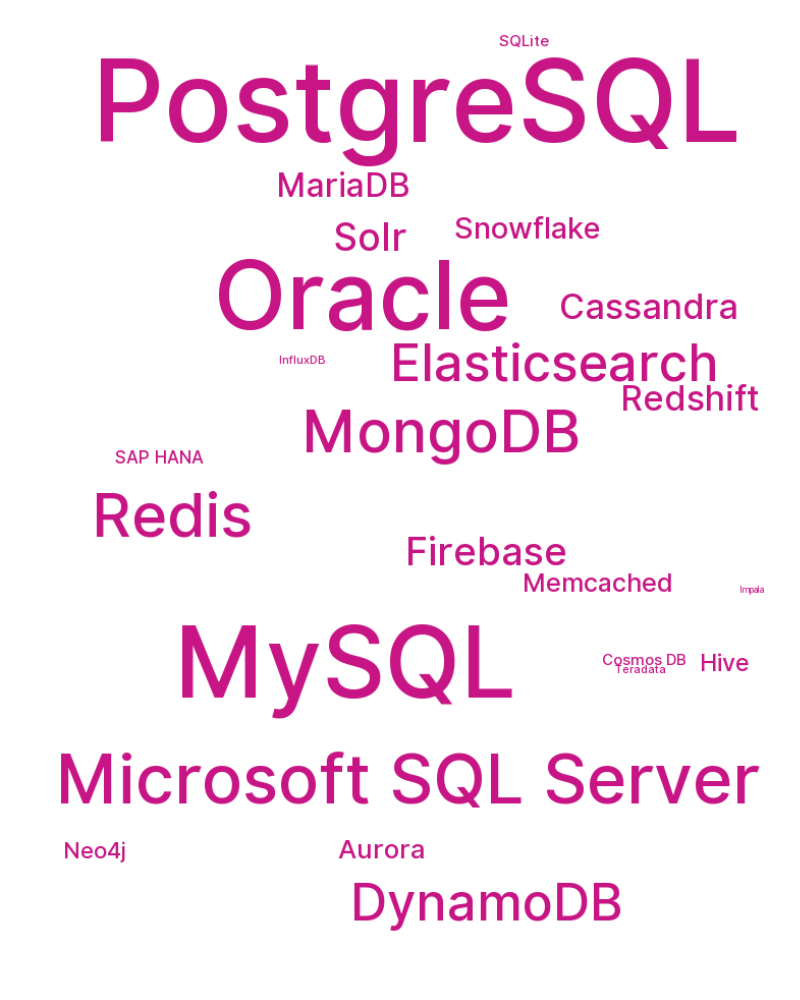 SQLite
PostgreSQL
MariaDB
Snowflake
Solr
Oracle
Cassandra
InfluxDB
Elasticsearch
Redshift
MongoDB
SAP HANA
Redis
Firebase
Memcached
Impala
MySQL
Cosmos DB
Hive
Teradata
Microsoft SQL Server
Neo4j
Aurora
DynamoDB